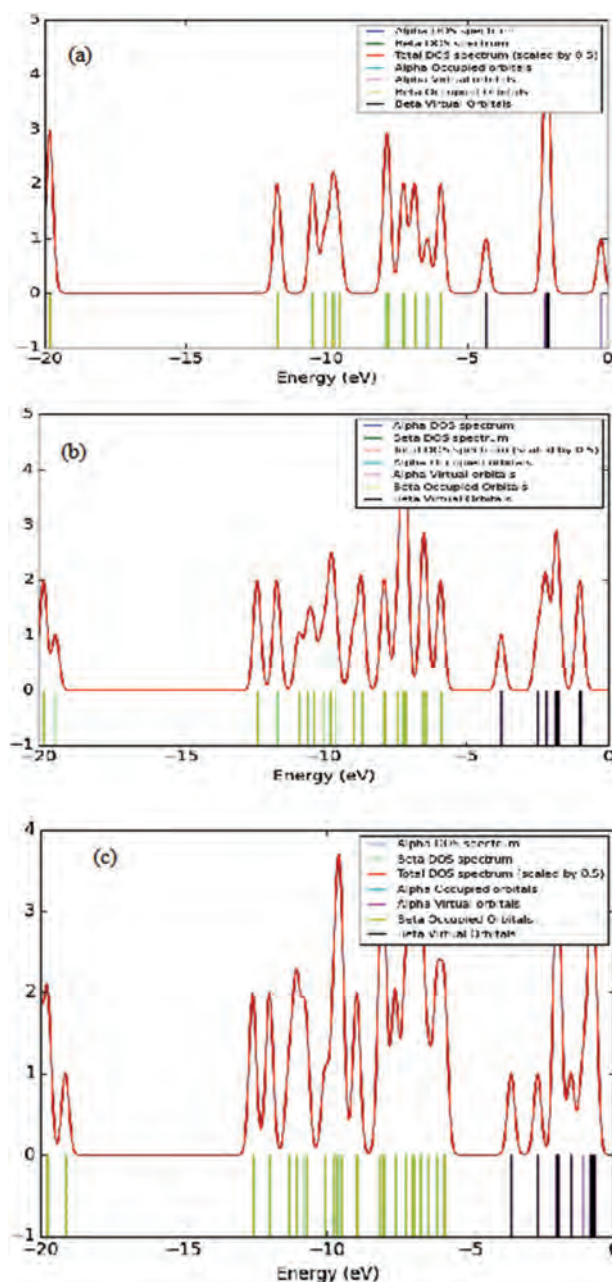 (a)
Alpha DOS spectrum
Beta DOS spectrum
Total DOS spectrum (scaled by 0.5)
Alpha Occupied orbitals
Alpha Virtual orbitals
Beta Occupied Orbitals
Beta Virtual Orbitals
5
4
3
2
1
0
−1
−20
−15
−10
−5
0
Energy (eV)
(b)
Alpha DOS spectrum
Beta DOS spectrum
Total DOS spectrum (scaled by 0.5)
Alpha Occupied orbitals
Alpha Virtual orbitals
Beta Occupied Orbitals
Beta Virtual Orbitals
5
4
3
2
1
0
−1
−20
−15
−10
−5
0
Energy (eV)
(c)
Alpha DOS spectrum
Beta DOS spectrum
Total DOS spectrum (scaled by 0.5)
Alpha Occupied orbitals
Alpha Virtual orbitals
Beta Occupied Orbitals
Beta Virtual Orbitals
4
3
2
1
0
−1
−20
−15
−10
−5
0
Energy (eV)